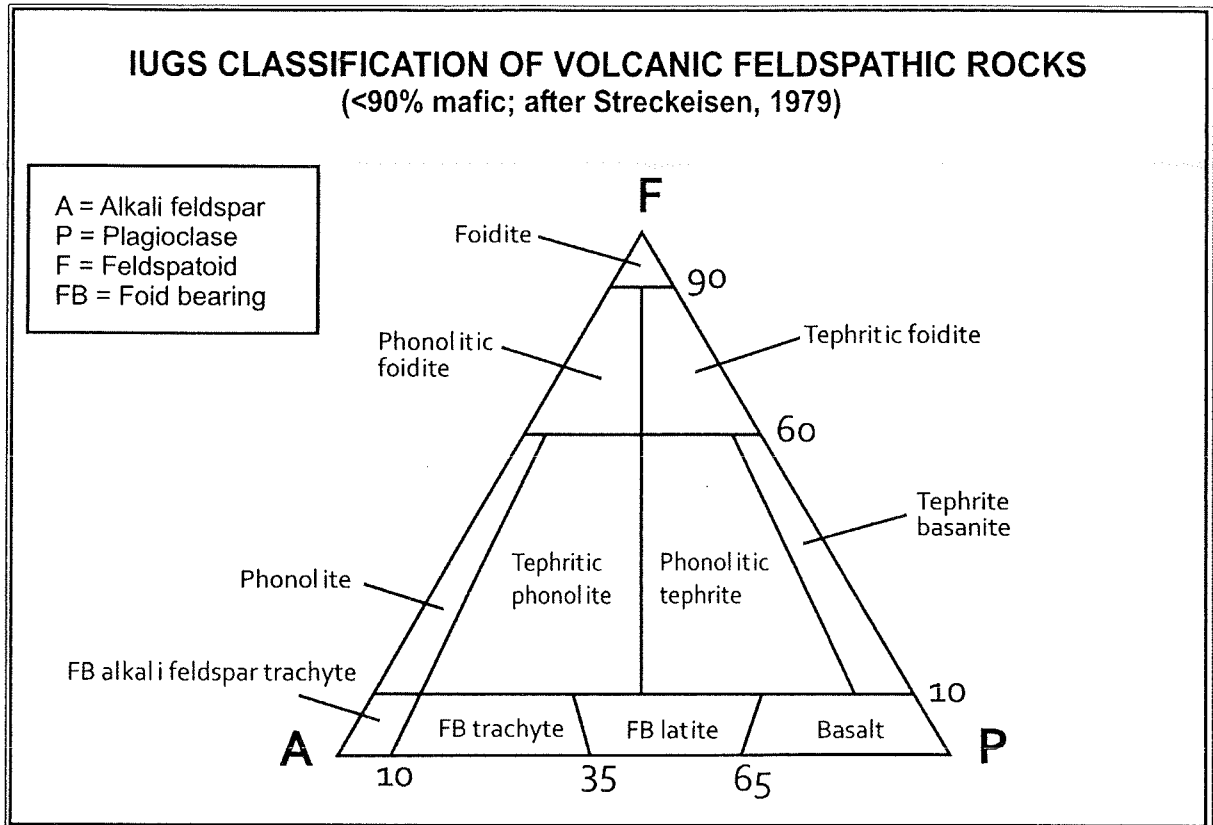 IUGS CLASSIFICATION OF VOLCANIC FELDSPATHIC ROCKS
(<90% mafic; after Streckeisen, 1979)
A = Alkali feldspar
P = Plagioclase
F = Feldspatoid
FB = Foid bearing
F
Foidite
90
Phonolitic
foidite
Tephritic foidite
60
Tephrite
basanite
Tephritic
phonolite
Phonolitic
tephrite
Phonolite
FB alkali feldspar trachyte
10
FB trachyte
FB latite
Basalt
A
P
10
35
65